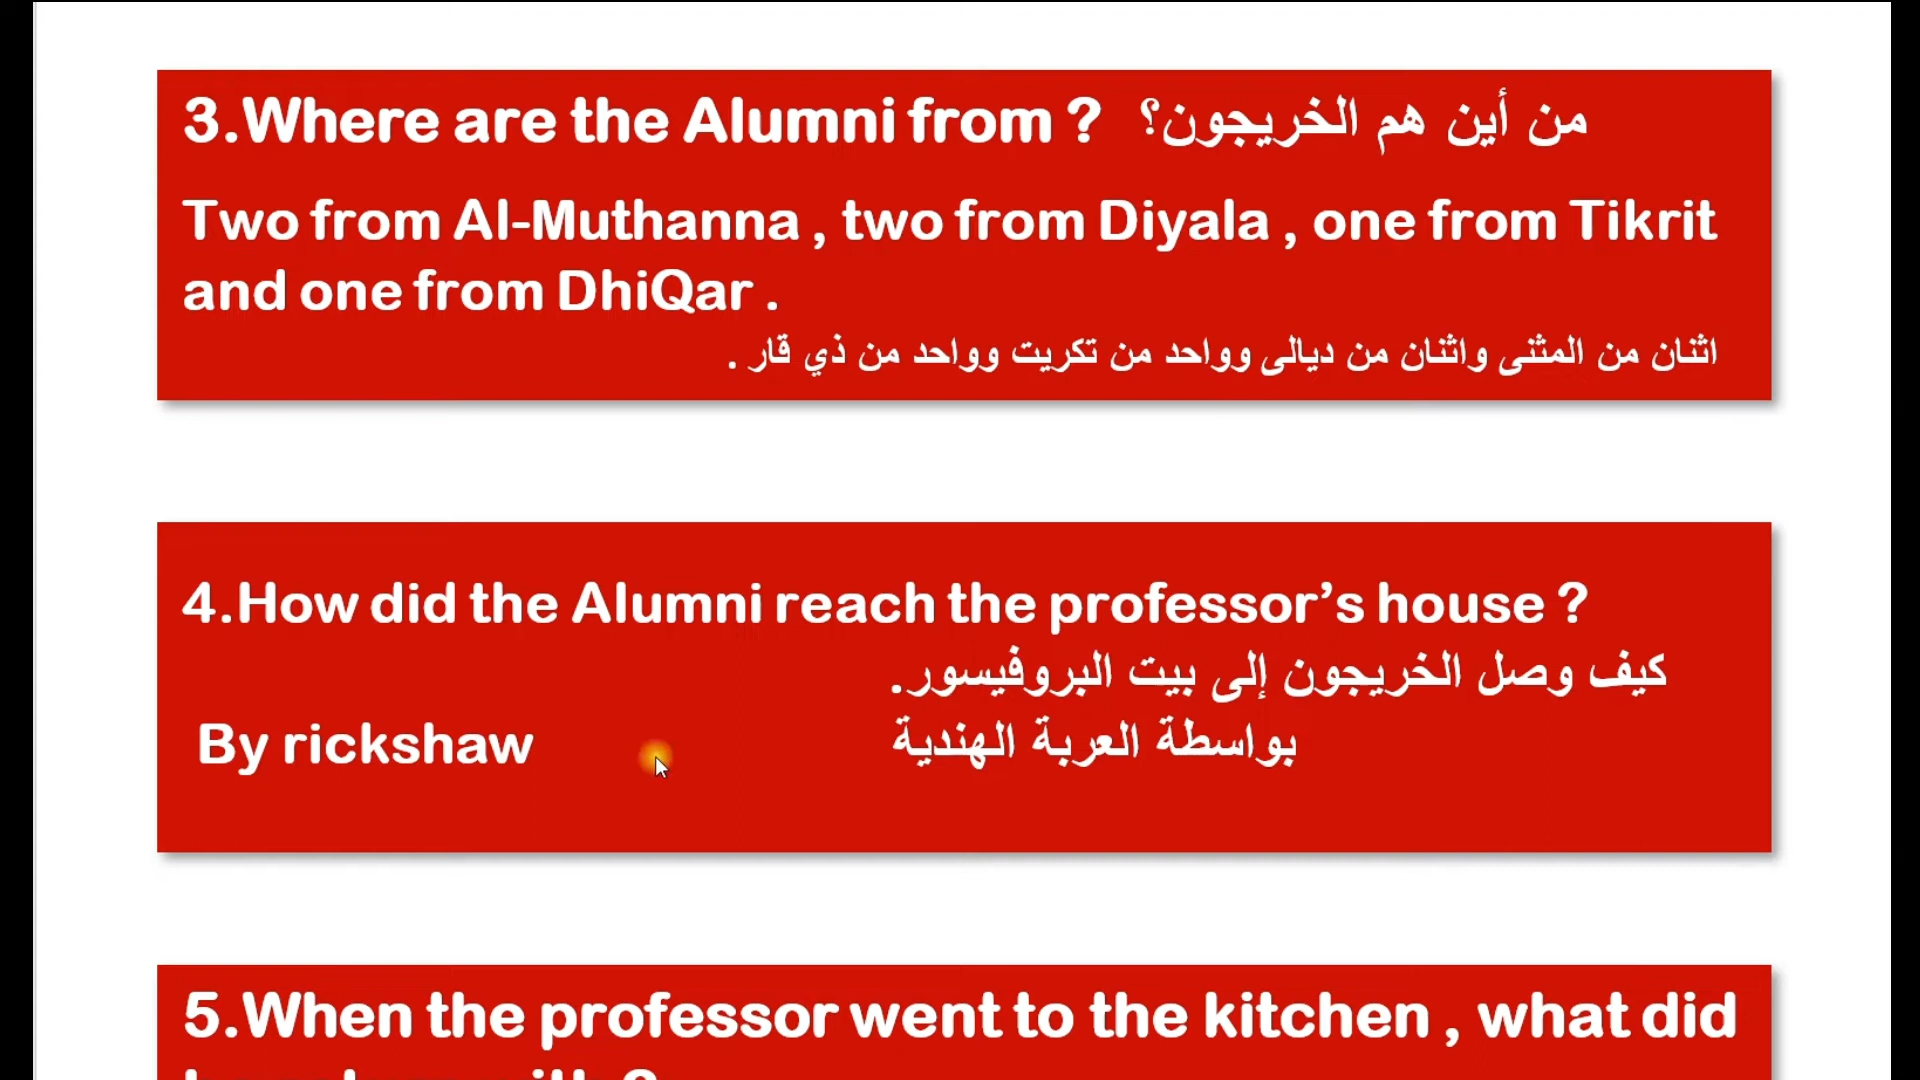 3.Where are the Alumni from ? من أين هم الخريجون؟
Two from Al-Muthanna , two from Diyala , one from Tikrit
and one from DhiQar .
اثنان من المثنى واثنان من ديالى وواحد من تكريت وواحد من ذي قار .
4.How did the Alumni reach the professor’s house ?
كيف وصل الخريجون إلى بيت البروفيسور.
By rickshaw بواسطة العربة الهندية
5.When the professor went to the kitchen , what did